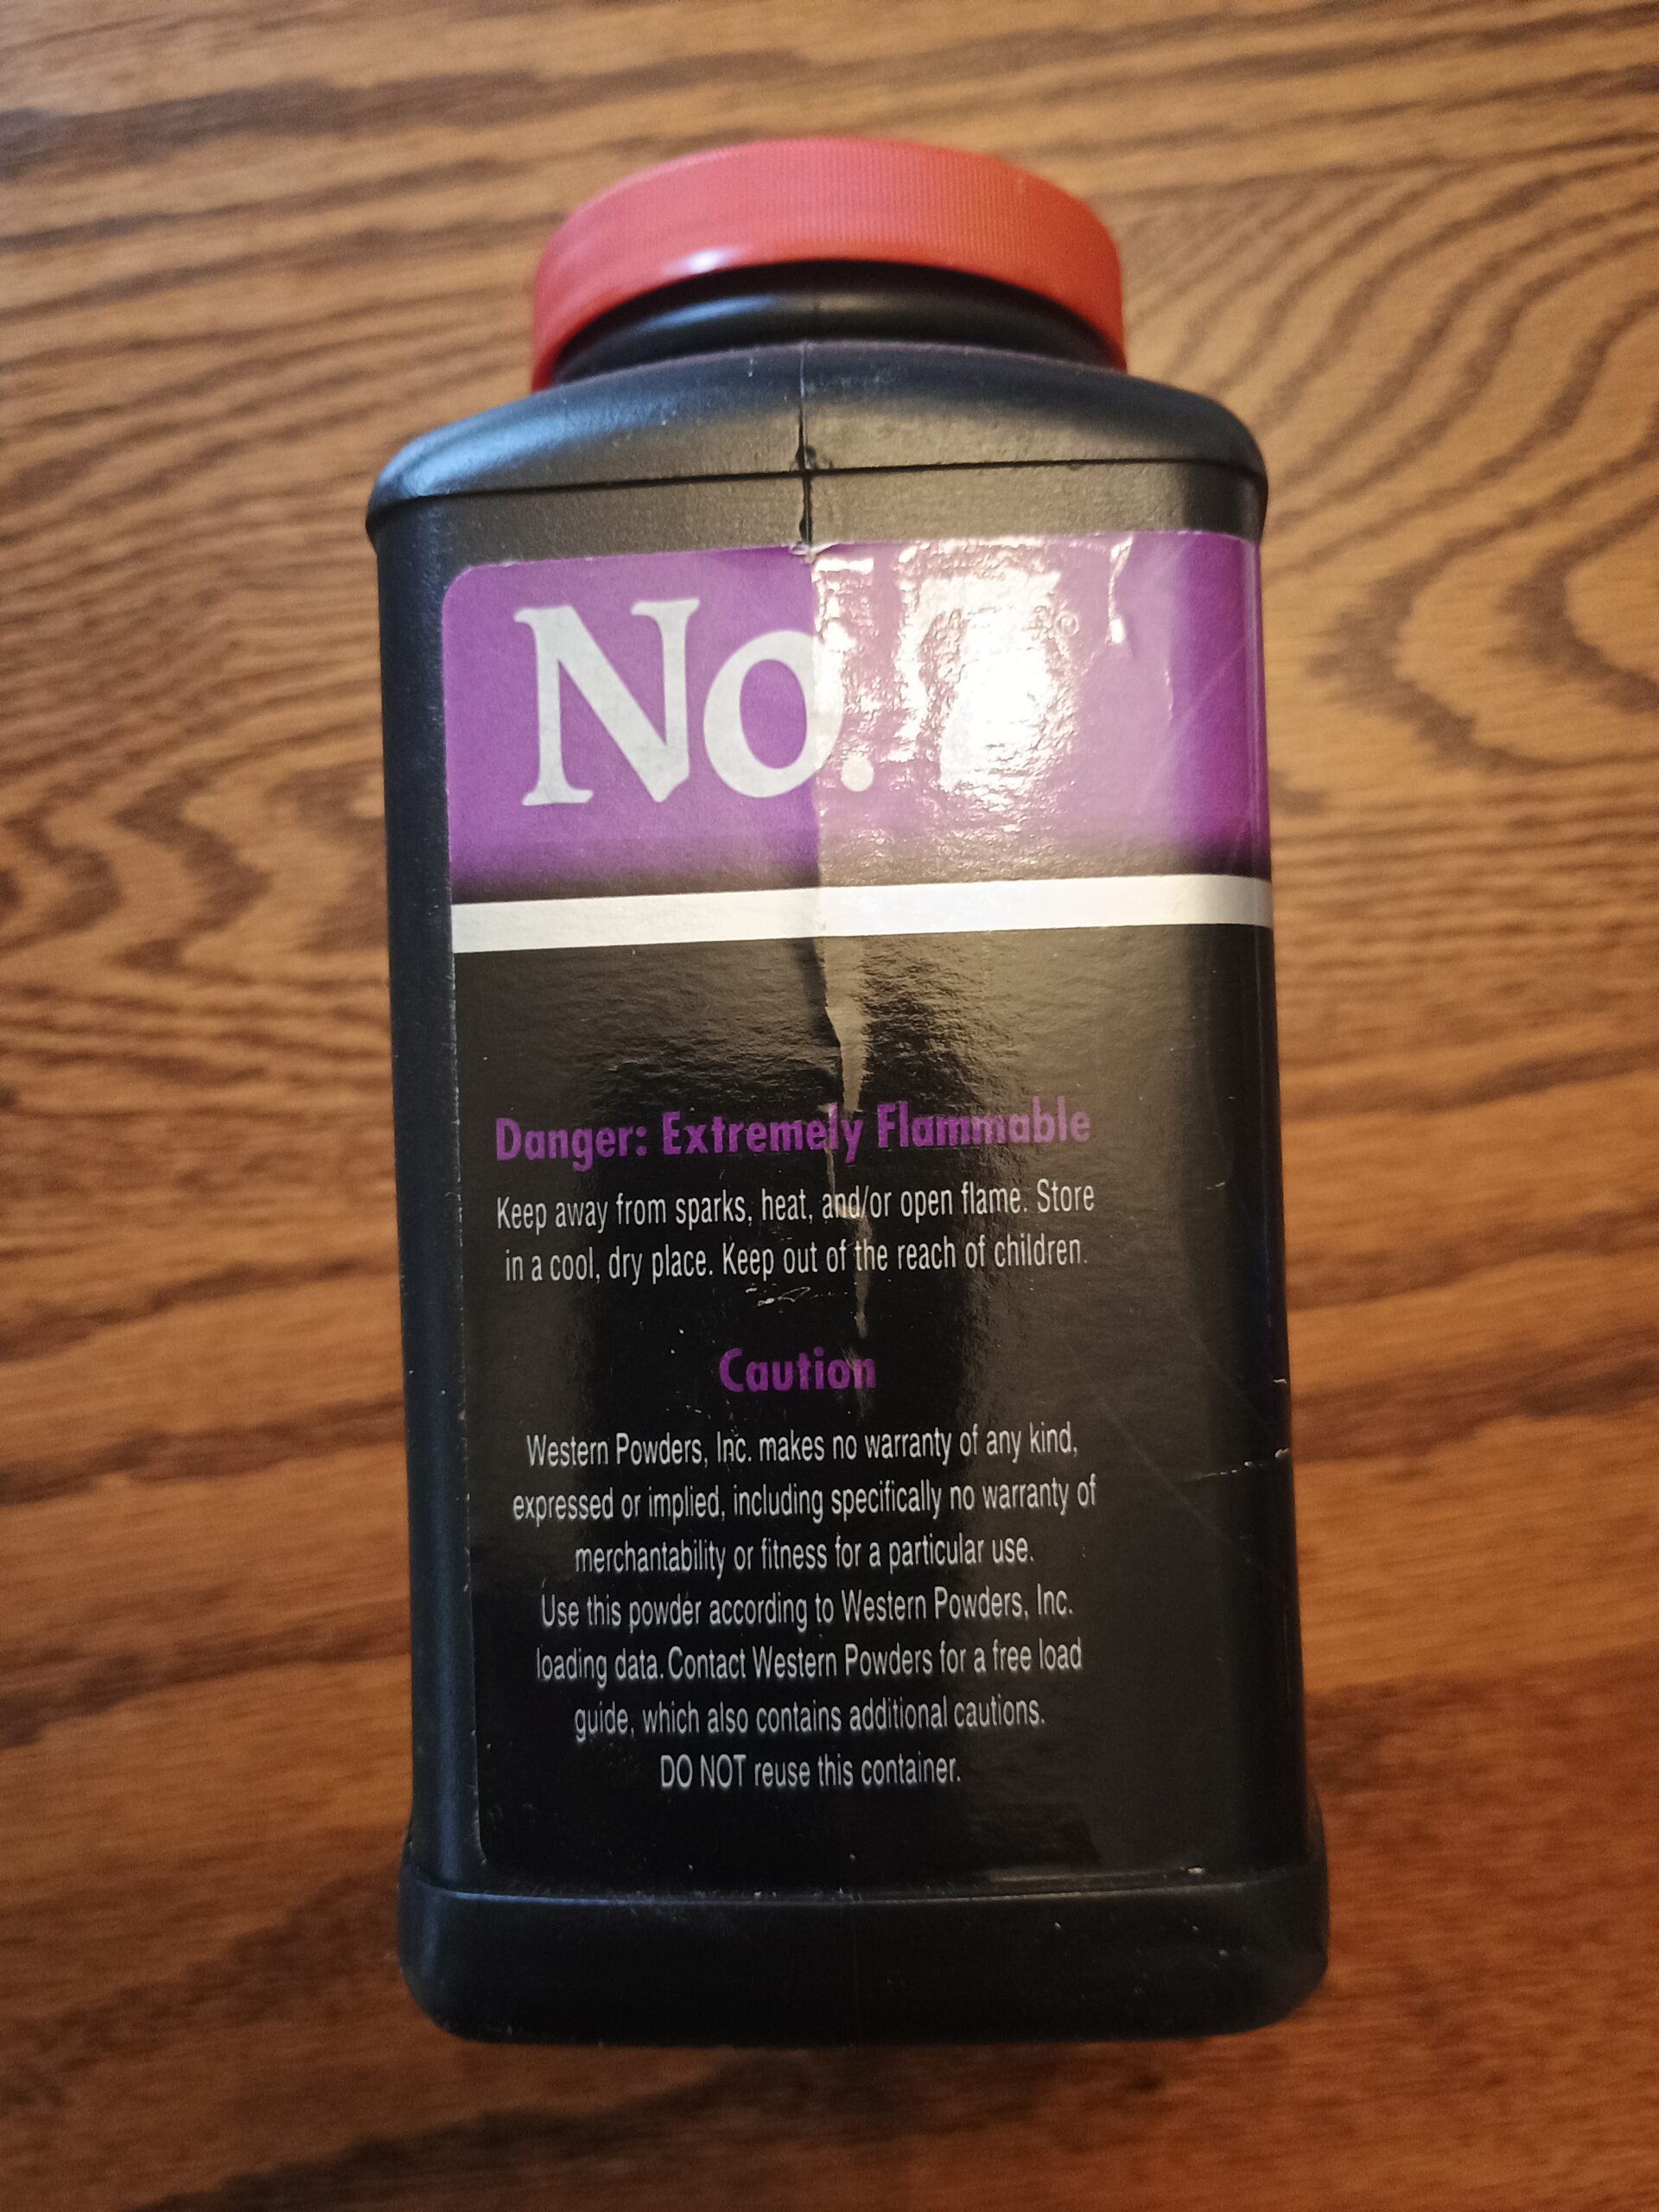 No.
®
Danger: Extremely Flammable
Keep away from sparks, heat, and/or open flame. Store
in a cool, dry place. Keep out of the reach of children.
Caution
Western Powders, Inc. makes no warranty of any kind,
expressed or implied, including specifically no warranty of
merchantability or fitness for a particular use.
Use this powder according to Western Powders, Inc.
loading data. Contact Western Powders for a free load
guide, which also contains additional cautions.
DO NOT reuse this container.